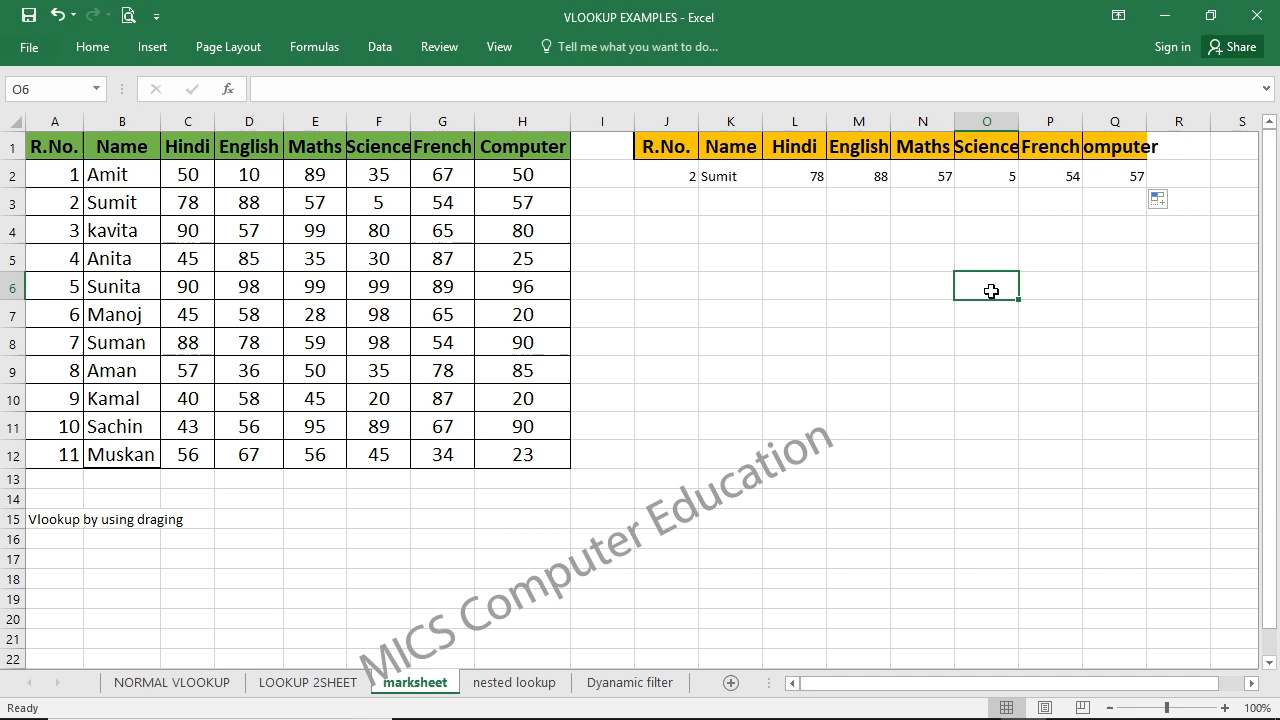 VLOOKUP EXAMPLES - Excel
File Home Insert Page Layout Formulas Data Review View Tell me what you want to do... Sign in Share
O6 fx
A B C D E F G H I J K L M N O P Q R S
1 R.No. Name Hindi English Maths Science French Computer R.No. Name Hindi English Maths Science French omputer
2 1 Amit 50 10 89 35 67 50 2 Sumit 78 88 57 5 54 57
3 2 Sumit 78 88 57 5 54 57
4 3 kavita 90 57 99 80 65 80
5 4 Anita 45 85 35 30 87 25
6 5 Sunita 90 98 99 99 89 96
7 6 Manoj 45 58 28 98 65 20
8 7 Suman 88 78 59 98 54 90
9 8 Aman 57 36 50 35 78 85
10 9 Kamal 40 58 45 20 87 20
11 10 Sachin 43 56 95 89 67 90
12 11 Muskan 56 67 56 45 34 23
13
14
15 Vlookup by using draging
16
17
18
19
20
21
22
MICS Computer Education
NORMAL VLOOKUP LOOKUP 2SHEET marksheet nested lookup Dyanamic filter
Ready 100%